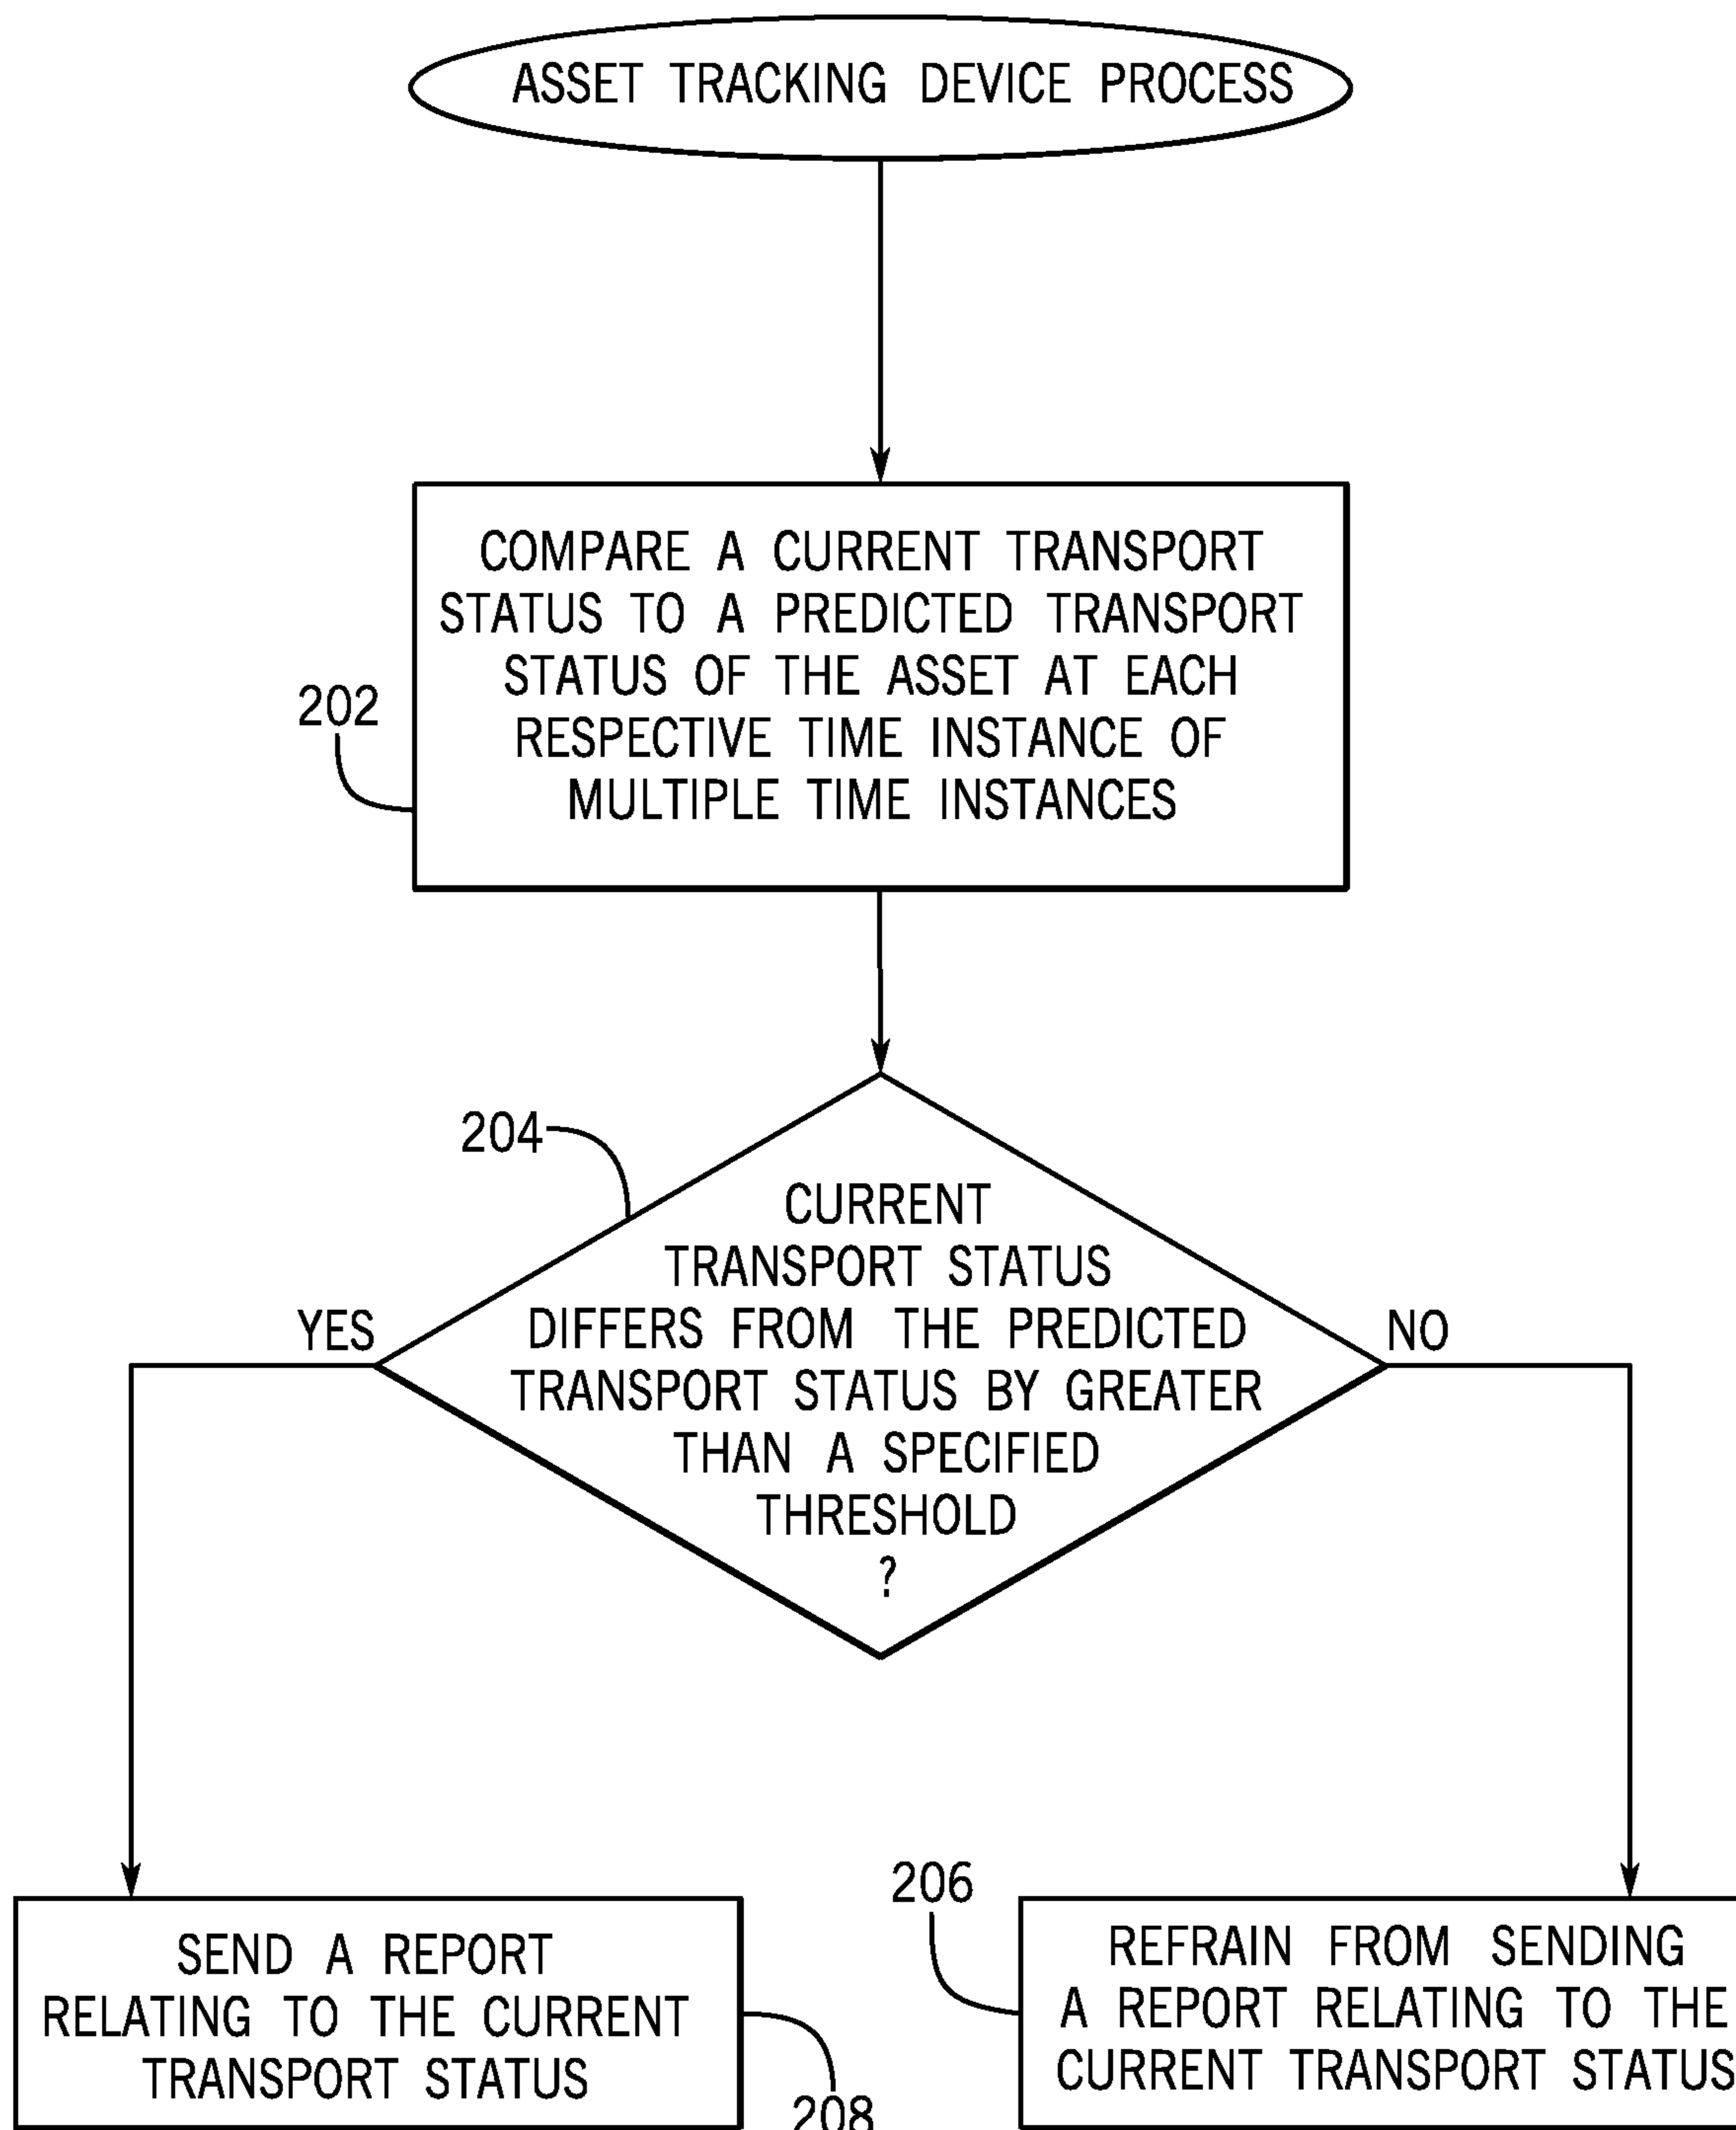 ASSET TRACKING DEVICE PROCESS
COMPARE A CURRENT TRANSPORT
STATUS TO A PREDICTED TRANSPORT
STATUS OF THE ASSET AT EACH
RESPECTIVE TIME INSTANCE OF
MULTIPLE TIME INSTANCES
202
204
CURRENT
TRANSPORT STATUS
DIFFERS FROM THE PREDICTED
TRANSPORT STATUS BY GREATER
THAN A SPECIFIED
THRESHOLD
?
YES
NO
SEND A REPORT
RELATING TO THE CURRENT
TRANSPORT STATUS
208
206
REFRAIN FROM SENDING
A REPORT RELATING TO THE
CURRENT TRANSPORT STATUS